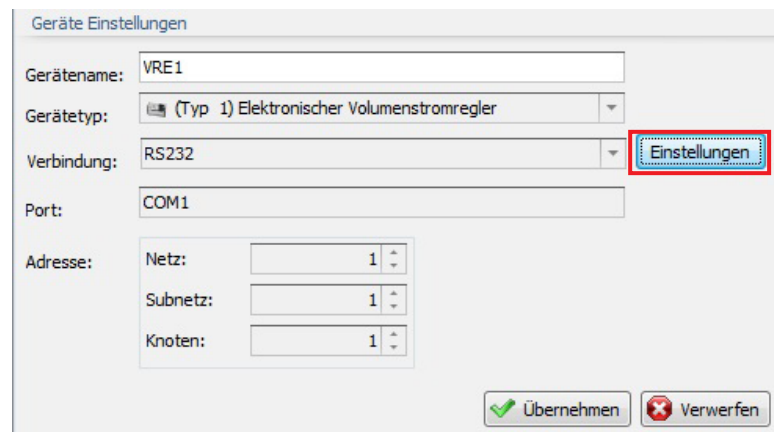 Geräte Einstellungen
Gerätename: VRE1
Gerätetyp: (Typ 1) Elektronischer Volumenstromregler
Verbindung: RS232 Einstellungen
Port: COM1
Adresse: Netz: 1
Subnetz: 1
Knoten: 1
Übernehmen Verwerfen